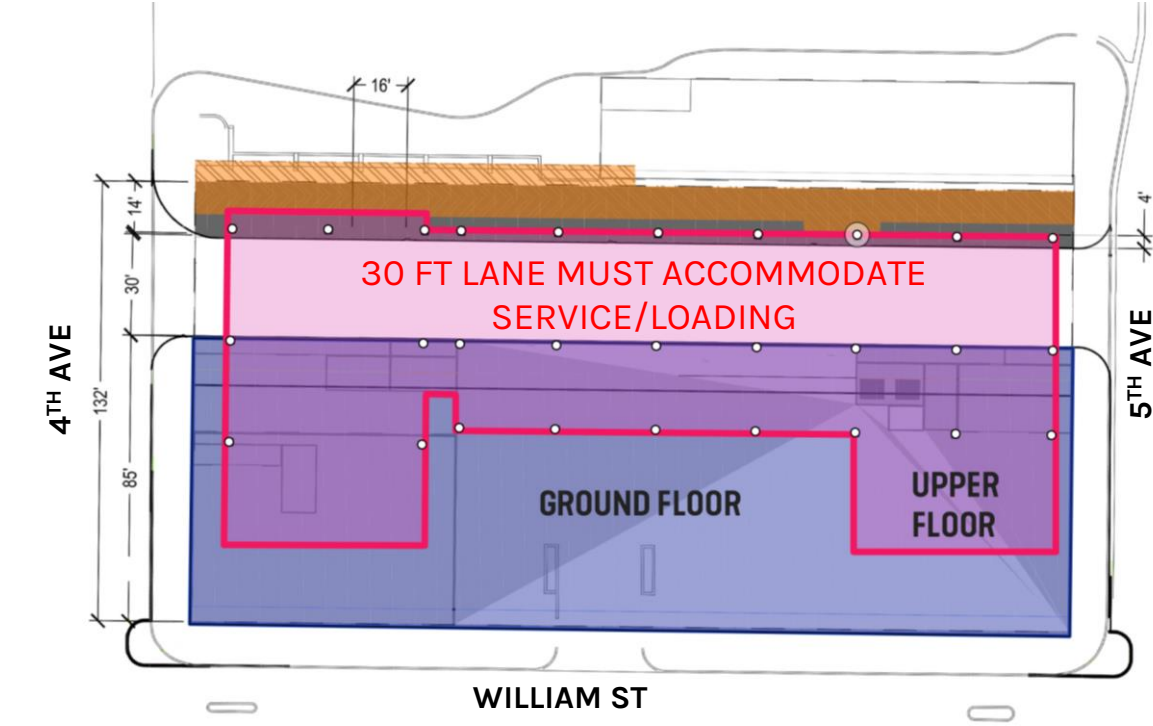 16'
14'
4'
30 FT LANE MUST ACCOMMODATE
SERVICE/LOADING
30'
4TH AVE
5TH AVE
132'
85'
GROUND FLOOR
UPPER
FLOOR
WILLIAM ST